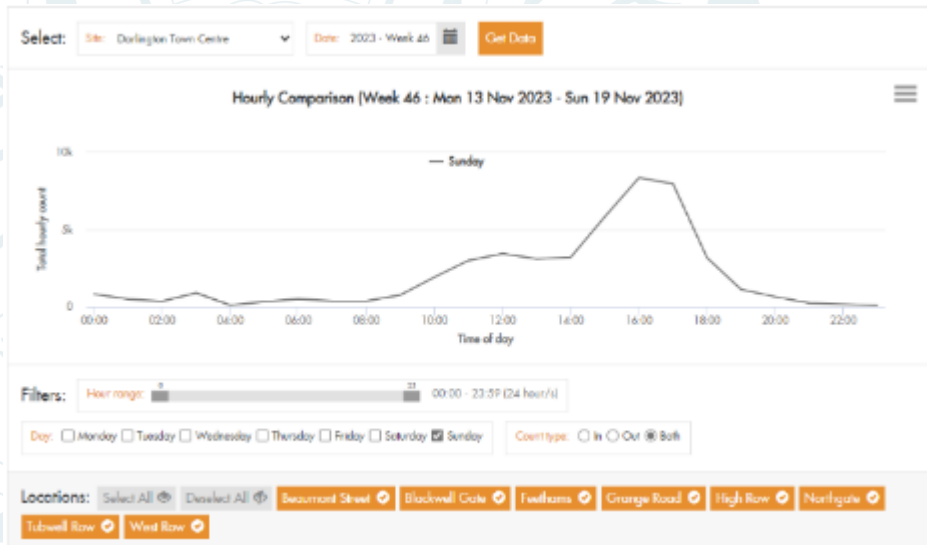 Select: Site: Darlington Town Centre Date: 2023 - Week 46 Get Data
Hourly Comparison (Week 46 : Mon 13 Nov 2023 - Sun 19 Nov 2023)
Sunday
10k
5k
0
Total hourly count
00:00 02:00 04:00 06:00 08:00 10:00 12:00 14:00 16:00 18:00 20:00 22:00
Time of day
0 23
Filters: Hour range: 00:00 - 23:59 (24 hour/s)
Day: Monday Tuesday Wednesday Thursday Friday Saturday Sunday Count type: In Out Both
Locations: Select All Deselect All Beaumont Street Blackwell Gate Feethams Grange Road High Row Northgate
Tubwell Row West Row